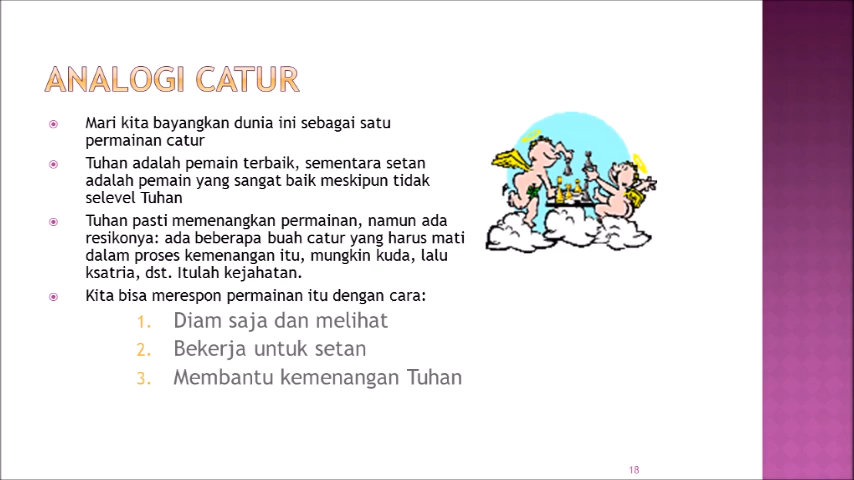 ANALOGI CATUR
Mari kita bayangkan dunia ini sebagai satu
permainan catur
Tuhan adalah pemain terbaik, sementara setan
adalah pemain yang sangat baik meskipun tidak
selevel Tuhan
Tuhan pasti memenangkan permainan, namun ada
resikonya: ada beberapa buah catur yang harus mati
dalam proses kemenangan itu, mungkin kuda, lalu
ksatria, dst. Itulah kejahatan.
Kita bisa merespon permainan itu dengan cara:
1. Diam saja dan melihat
2. Bekerja untuk setan
3. Membantu kemenangan Tuhan
18